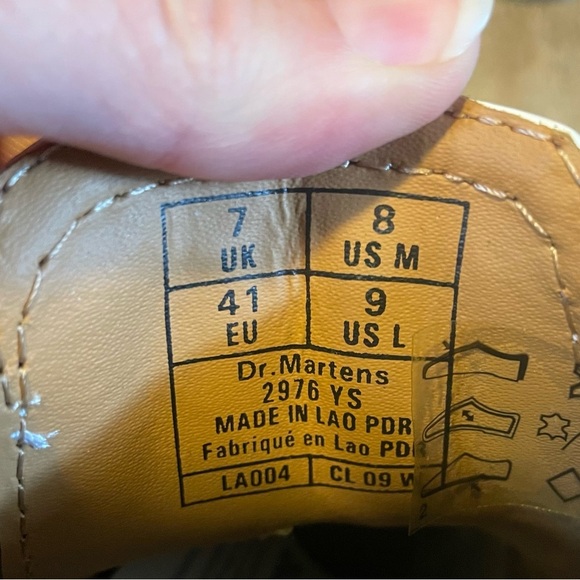 7 8
UK US M
41 9
EU US L
Dr.Martens
2976 YS
MADE IN LAO PDR
Fabriqué en Lao PD
LA004 CL 09 W